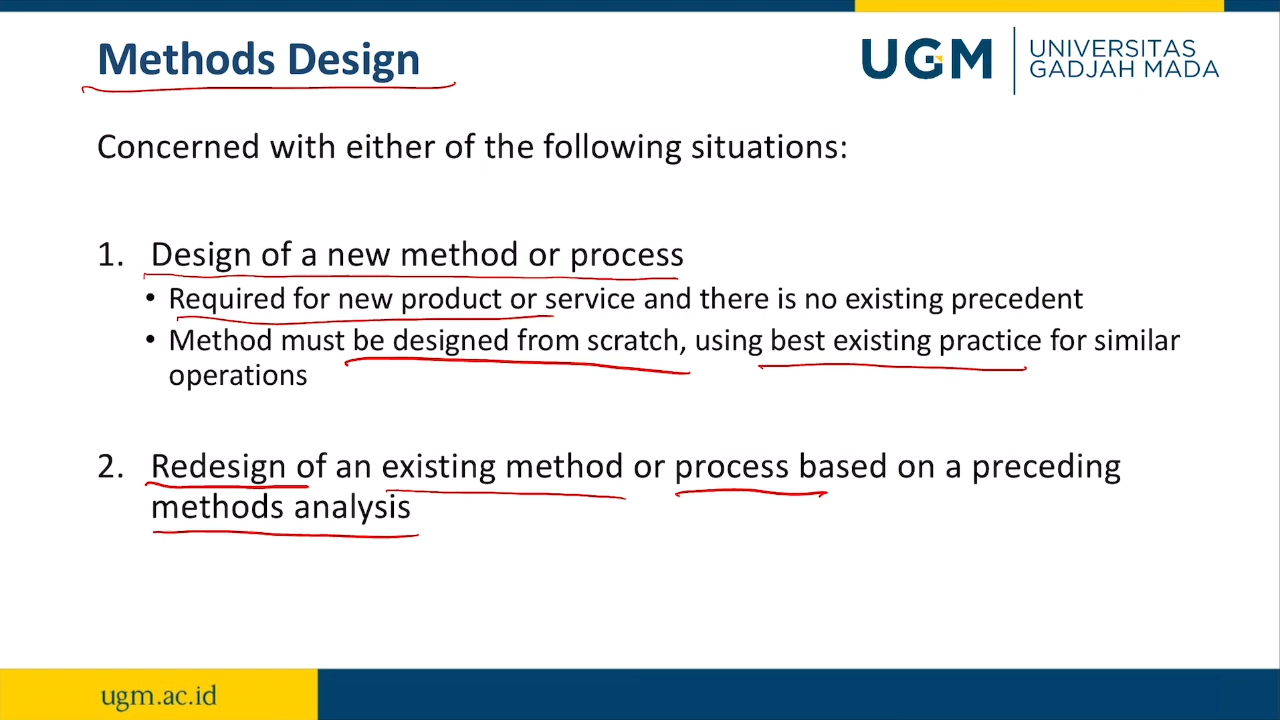 Methods Design
UGM
UNIVERSITAS
GADJAH MADA
Concerned with either of the following situations:
1. Design of a new method or process
• Required for new product or service and there is no existing precedent
• Method must be designed from scratch, using best existing practice for similar
operations
2. Redesign of an existing method or process based on a preceding
methods analysis
ugm.ac.id